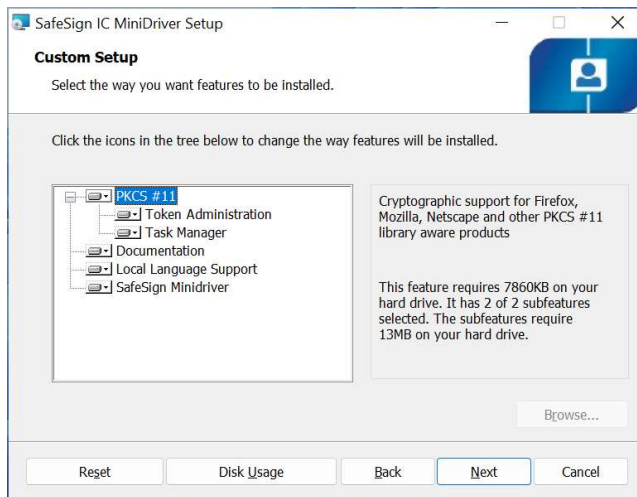 SafeSign IC MiniDriver Setup
Custom Setup
Select the way you want features to be installed.
Click the icons in the tree below to change the way features will be installed.
PKCS #11
Token Administration
Task Manager
Documentation
Local Language Support
SafeSign Minidriver
Cryptographic support for Firefox,
Mozilla, Netscape and other PKCS #11
library aware products
This feature requires 7860KB on your
hard drive. It has 2 of 2 subfeatures
selected. The subfeatures require
13MB on your hard drive.
Browse...
Reset
Disk Usage
Back
Next
Cancel